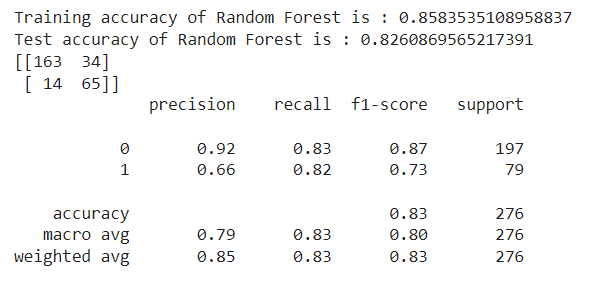 Training accuracy of Random Forest is : 0.8583535108958837
Test accuracy of Random Forest is : 0.8260869565217391
[[163  34]
 [ 14  65]]
              precision    recall  f1-score   support

           0       0.92      0.83      0.87       197
           1       0.66      0.82      0.73        79

    accuracy                           0.83       276
   macro avg       0.79      0.83      0.80       276
weighted avg       0.85      0.83      0.83       276